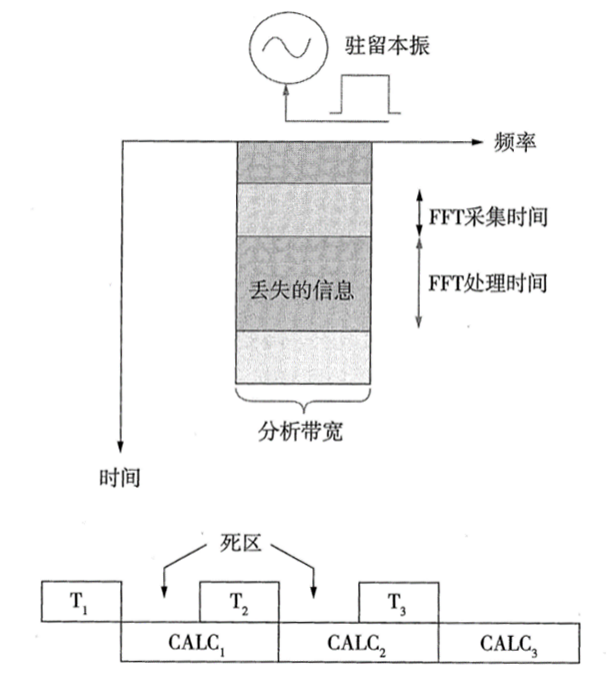 驻留本振
频率
FFT采集时间
丢失的信息
FFT处理时间
分析带宽
时间
死区
T₁
T₂
T₃
CALC₁
CALC₂
CALC₃